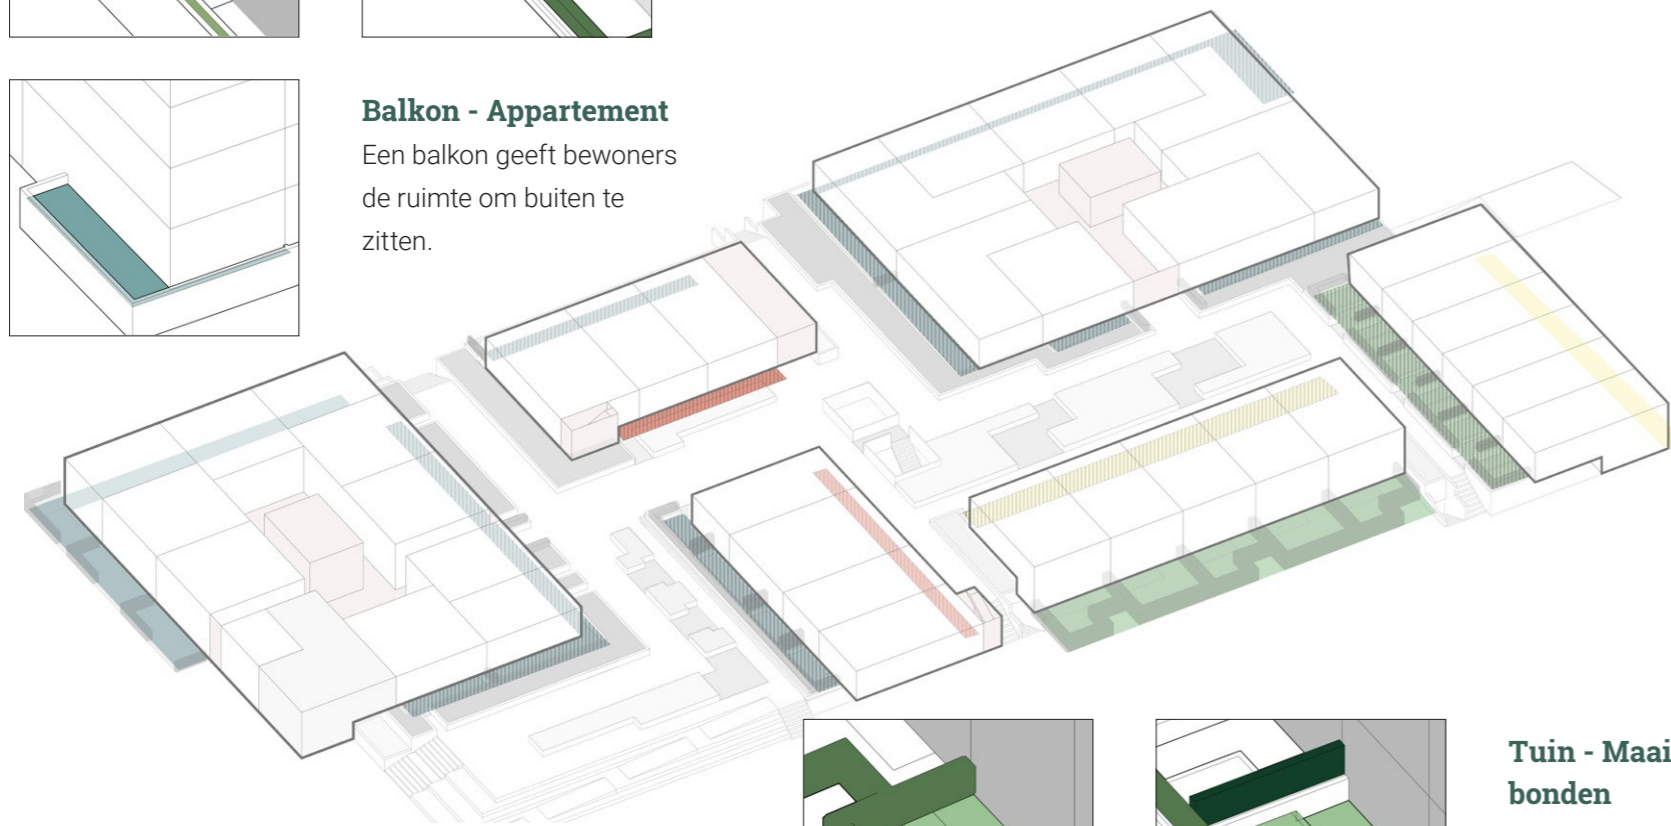 Balkon - Appartement
Een balkon geeft bewoners
de ruimte om buiten te
zitten.
Tuin - Maai
bonden